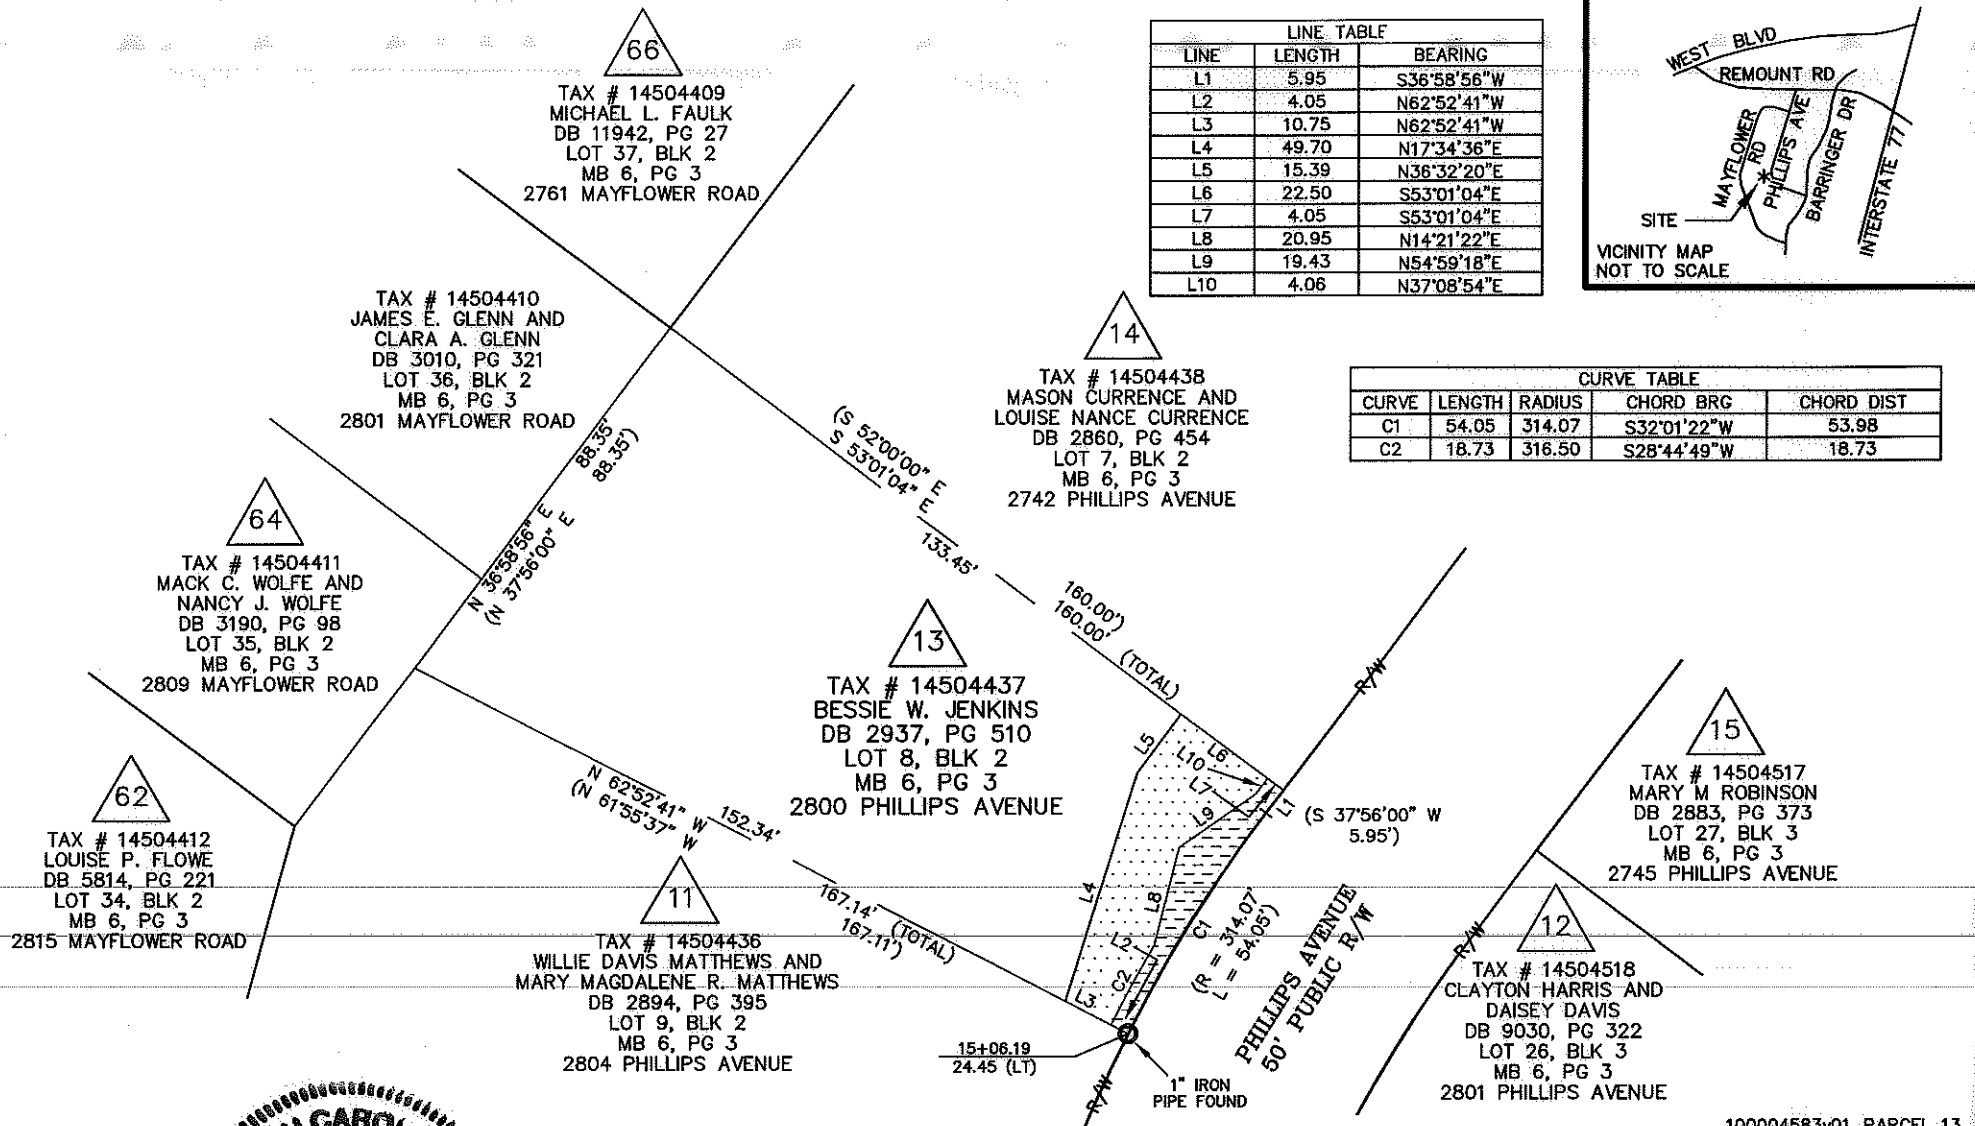 66
TAX # 14504409
MICHAEL L. FAULK
DB 11942, PG 27
LOT 37, BLK 2
MB 6, PG 3
2761 MAYFLOWER ROAD
LINE TABLE
LINE LENGTH BEARING
L1 5.95 S36°58'56"W
L2 4.05 N62°52'41"W
L3 10.75 N62°52'41"W
L4 49.70 N17°34'36"E
L5 15.39 N36°32'20"E
L6 22.50 S53°01'04"E
L7 4.05 S53°01'04"E
L8 20.95 N14°21'22"E
L9 19.43 N54°59'18"E
L10 4.06 N37°08'54"E
WEST BLVD
REMOUNT RD
MAYFLOWER
RD
PHILLIPS AVE
BARRINGER DR
INTERSTATE 77
SITE
VICINITY MAP
NOT TO SCALE
TAX # 14504410
JAMES E. GLENN AND
CLARA A. GLENN
DB 3010, PG 321
LOT 36, BLK 2
MB 6, PG 3
2801 MAYFLOWER ROAD
14
TAX # 14504438
MASON CURRENCE AND
LOUISE NANCE CURRENCE
DB 2860, PG 454
LOT 7, BLK 2
MB 6, PG 3
2742 PHILLIPS AVENUE
CURVE TABLE
CURVE LENGTH RADIUS CHORD BRG CHORD DIST
C1 54.05 314.07 S32°01'22"W 53.98
C2 18.73 316.50 S28°44'49"W 18.73
N 36°58'56" E 88.35'
(N 37°56'00" E 88.35')
(S 52°00'00" E 160.00')
S 53°01'04" E 160.00'
133.45'
(TOTAL)
64
TAX # 14504411
MACK C. WOLFE AND
NANCY J. WOLFE
DB 3190, PG 98
LOT 35, BLK 2
MB 6, PG 3
2809 MAYFLOWER ROAD
13
TAX # 14504437
BESSIE W. JENKINS
DB 2937, PG 510
LOT 8, BLK 2
MB 6, PG 3
2800 PHILLIPS AVENUE
R/W
15
TAX # 14504517
MARY M ROBINSON
DB 2883, PG 373
LOT 27, BLK 3
MB 6, PG 3
2745 PHILLIPS AVENUE
62
TAX # 14504412
LOUISE P. FLOWE
DB 5814, PG 221
LOT 34, BLK 2
MB 6, PG 3
2815 MAYFLOWER ROAD
N 62°52'41" W 167.14' (TOTAL)
(N 61°55'37" W 167.11')
152.34'
11
TAX # 14504436
WILLIE DAVIS MATTHEWS AND
MARY MAGDALENE R. MATTHEWS
DB 2894, PG 395
LOT 9, BLK 2
MB 6, PG 3
2804 PHILLIPS AVENUE
L5
L6
L10
L7
L1
L9
L4
L8
L2
C1
C2
L3
(S 37°56'00" W
5.95')
(R = 314.07'
L = 54.05')
PHILLIPS AVENUE
50' PUBLIC R/W
R/W
12
TAX # 14504518
CLAYTON HARRIS AND
DAISEY DAVIS
DB 9030, PG 322
LOT 26, BLK 3
MB 6, PG 3
2801 PHILLIPS AVENUE
15+06.19
24.45 (LT)
1" IRON
PIPE FOUND
R/W